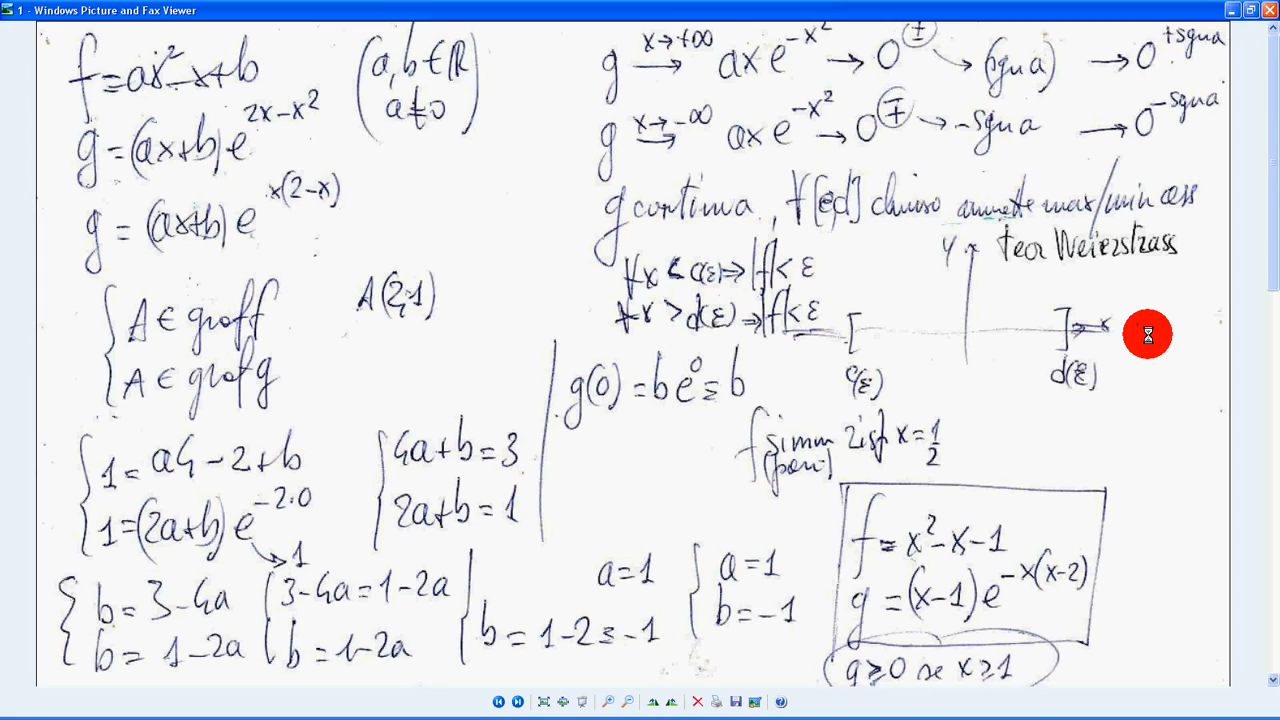 1 - Windows Picture and Fax Viewer
f = ax² - x + b (a, b ∈ ℝ
a ≠ 0)
g = (ax+b) e^{2x-x²}
g = (ax+b) e^{x(2-x)}
{ A ∈ graf f A(2,1)
A ∈ graf g
{ 1 = a4 - 2 + b
1 = (2a+b) e^{-2·0} → 1
{ 4a+b = 3
2a+b = 1
{ b = 3-4a
b = 1-2a
{ 3-4a = 1-2a
b = 1-2a
{ a = 1
b = 1-2 = -1
{ a = 1
b = -1
g x→+∞ → ax e^{-x²} → 0^{±} → (sgn a) → 0^{+sgn a}
g x→-∞ → ax e^{-x²} → 0^{∓} → -sgn a → 0^{-sgn a}
g continua, ∀ [c,d] chiuso ammette max/min ass
teor Weierstrass
∀x < c(ε) ⇒ |f| < ε
∀x > d(ε) ⇒ |f| < ε
y
x
c(ε) d(ε)
g(0) = b e⁰ = b
f simm risp x = 1/2
(pari)
f = x² - x - 1
g = (x-1) e^{-x(x-2)}
g ≥ 0 se x ≥ 1